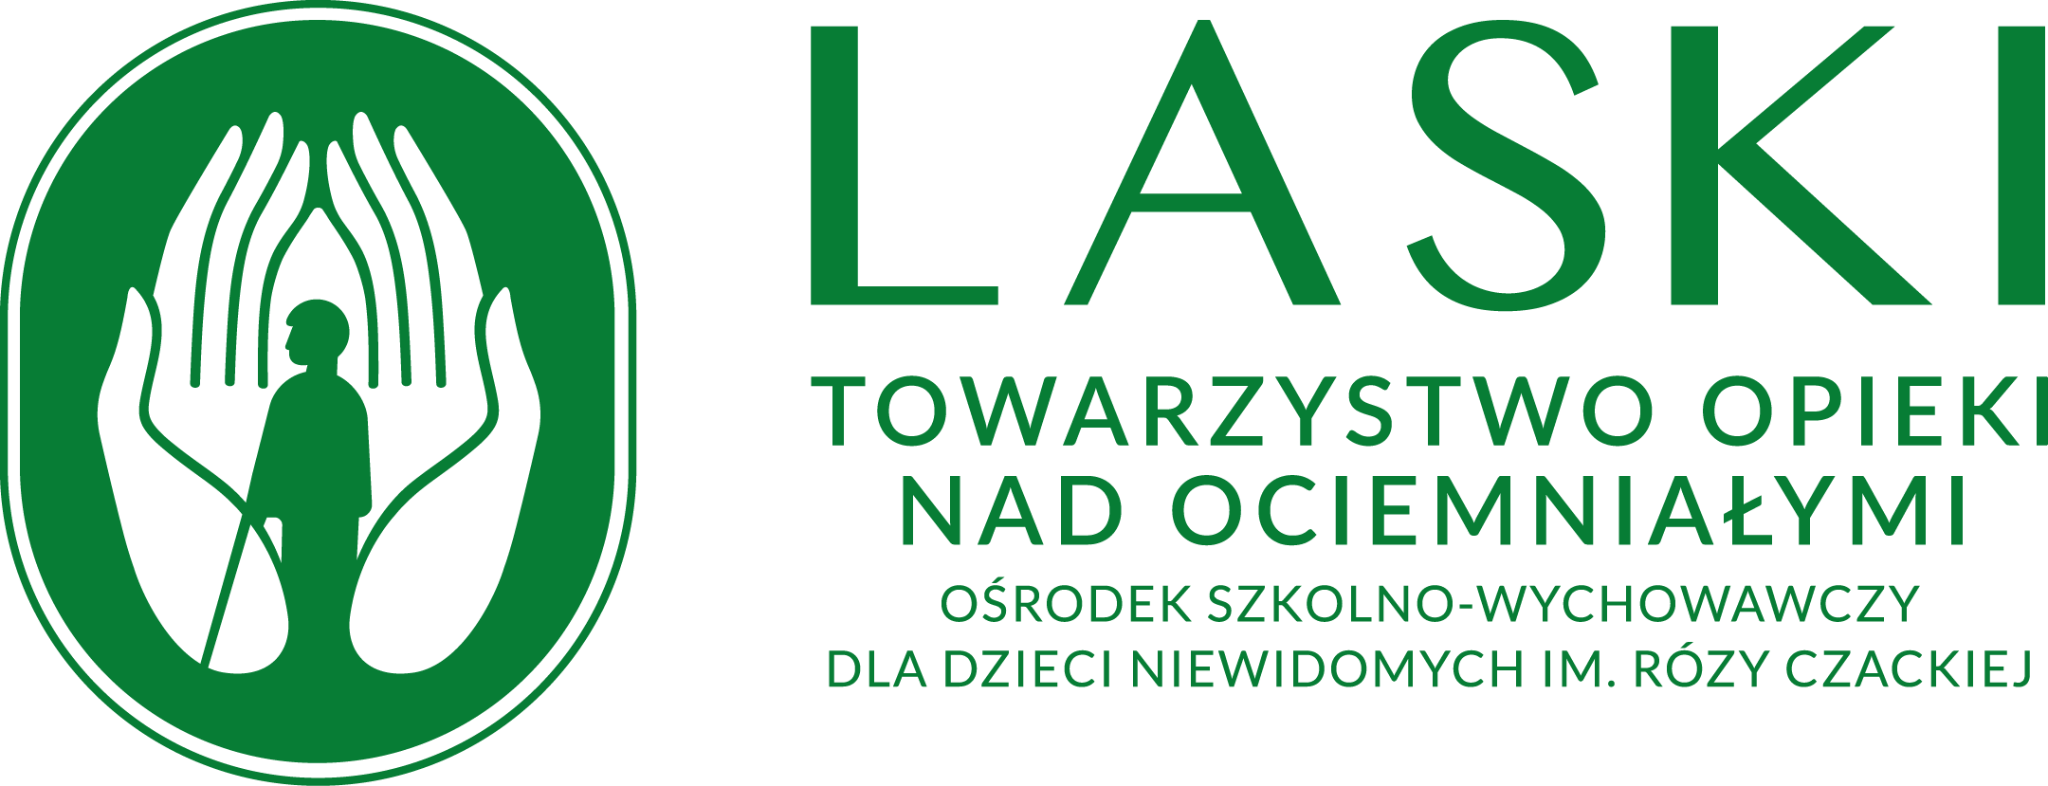 LASKI
TOWARZYSTWO OPIEKI
NAD OCIEMNIAŁYMI
OŚRODEK SZKOLNO-WYCHOWAWCZY
DLA DZIECI NIEWIDOMYCH IM. RÓZY CZACKIEJ